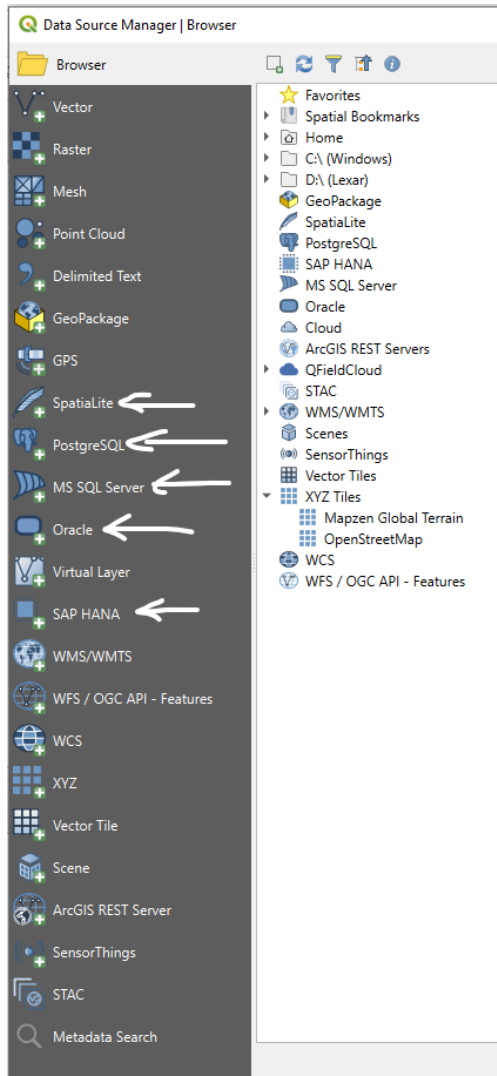 Data Source Manager | Browser
Browser
Vector
Raster
Mesh
Point Cloud
Delimited Text
GeoPackage
GPS
SpatiaLite
PostgreSQL
MS SQL Server
Oracle
Virtual Layer
SAP HANA
WMS/WMTS
WFS / OGC API - Features
WCS
XYZ
Vector Tile
Scene
ArcGIS REST Server
SensorThings
STAC
Metadata Search
Favorites
Spatial Bookmarks
Home
C:\ (Windows)
D:\ (Lexar)
GeoPackage
SpatiaLite
PostgreSQL
SAP HANA
MS SQL Server
Oracle
Cloud
ArcGIS REST Servers
QFieldCloud
STAC
WMS/WMTS
Scenes
SensorThings
Vector Tiles
XYZ Tiles
Mapzen Global Terrain
OpenStreetMap
WCS
WFS / OGC API - Features